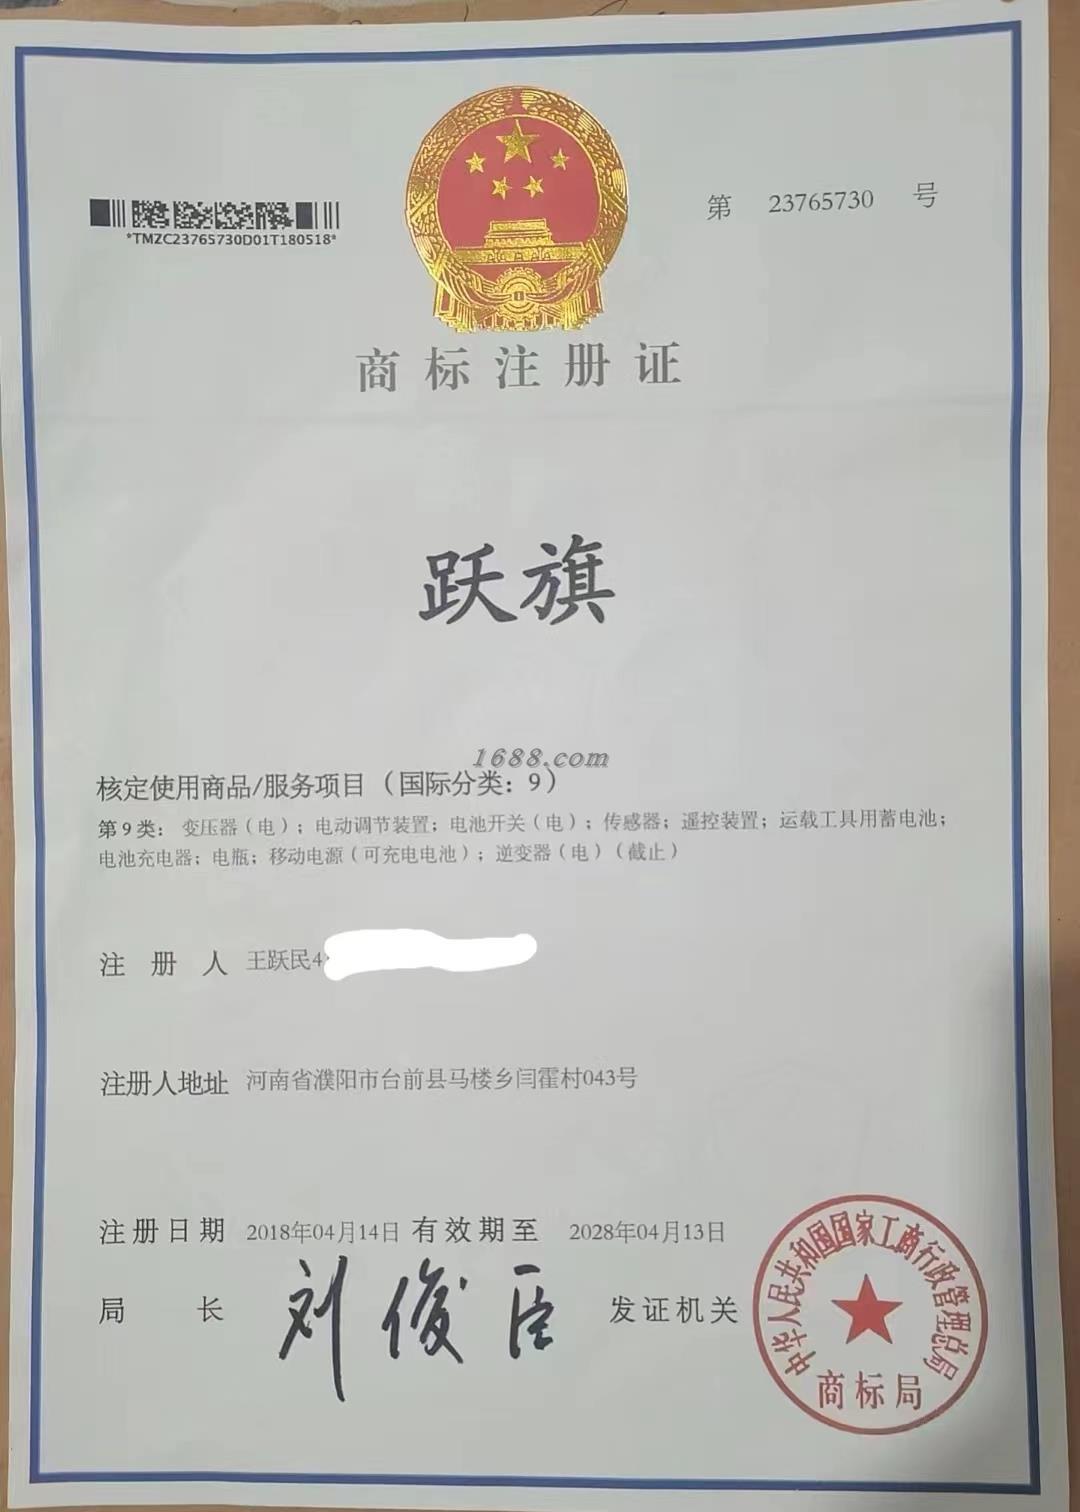 第 23765730 号
*TMZC23765730D01T180518*
商标注册证
跃旗
1688.com
核定使用商品/服务项目（国际分类：9）
第9类：变压器（电）；电动调节装置；电池开关（电）；传感器；遥控装置；运载工具用蓄电池；
电池充电器；电瓶；移动电源（可充电电池）；逆变器（电）（截止）
注册人 王跃民4
注册人地址 河南省濮阳市台前县马楼乡闫霍村043号
注册日期 2018年04月14日 有效期至 2028年04月13日
局长 刘俊臣 发证机关
中华人民共和国国家工商行政管理总局
商标局